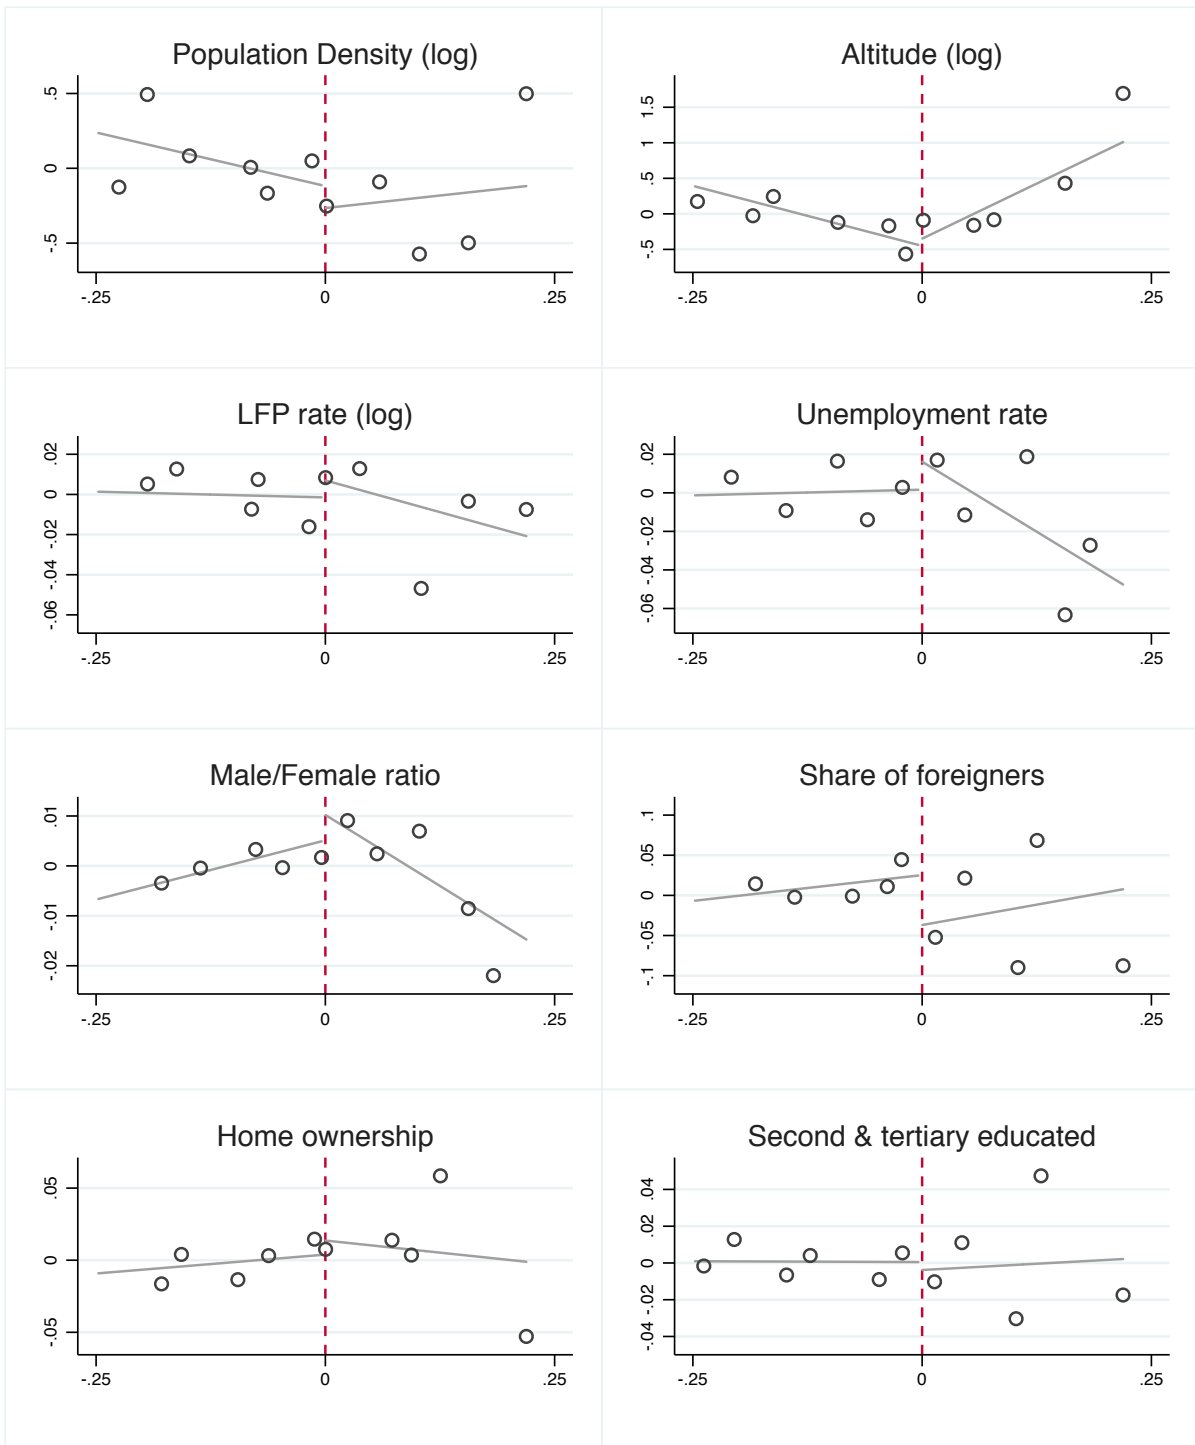 Population Density (log)
.5
0
-.5
-.25 0 .25
Altitude (log)
1.5
1
.5
0
-.5
-.25 0 .25
LFP rate (log)
.02
0
-.02
-.04
-.06
-.25 0 .25
Unemployment rate
.02
0
-.02
-.04
-.06
-.25 0 .25
Male/Female ratio
.01
0
-.01
-.02
-.25 0 .25
Share of foreigners
.1
.05
0
-.05
-.1
-.25 0 .25
Home ownership
.05
0
-.05
-.25 0 .25
Second & tertiary educated
.04
.02
0
-.02
-.04
-.25 0 .25